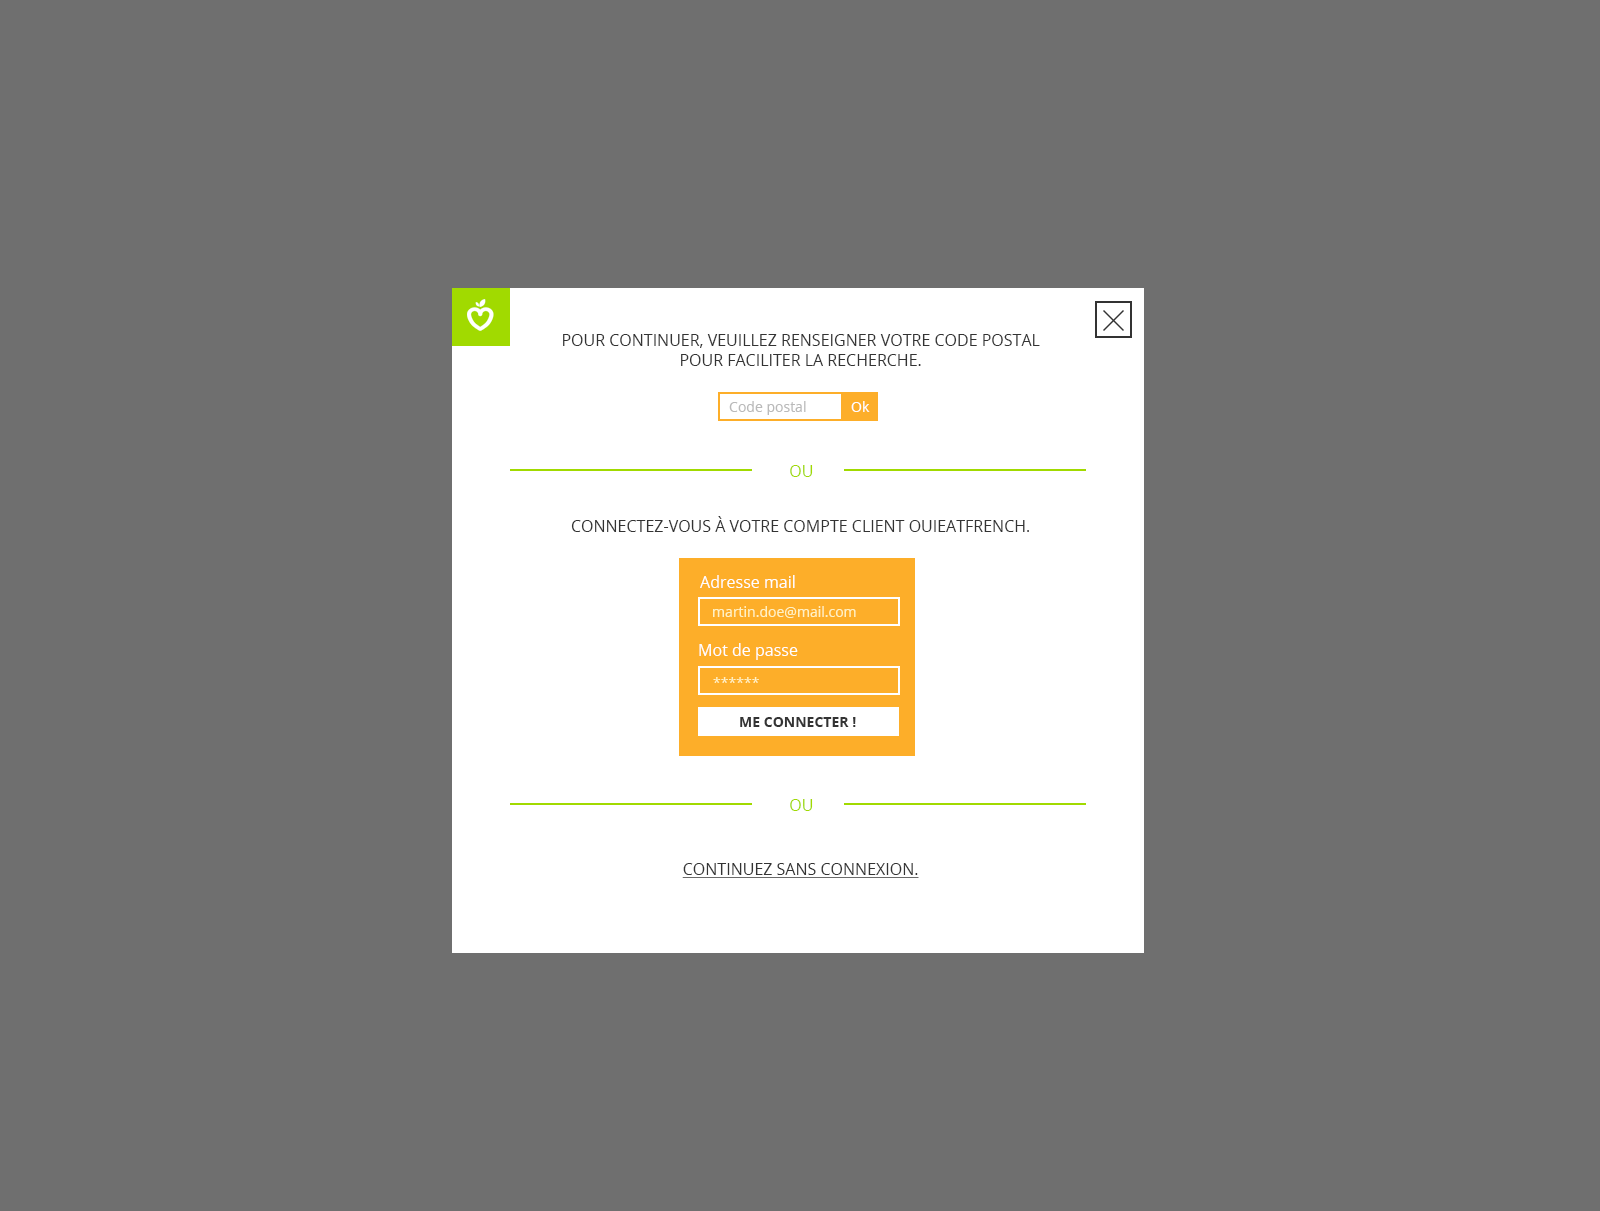 POUR CONTINUER, VEUILLEZ RENSEIGNER VOTRE CODE POSTAL
POUR FACILITER LA RECHERCHE.
Code postal Ok
OU
CONNECTEZ-VOUS À VOTRE COMPTE CLIENT OUIEATFRENCH.
Adresse mail
martin.doe@mail.com
Mot de passe
******
ME CONNECTER !
OU
CONTINUEZ SANS CONNEXION.